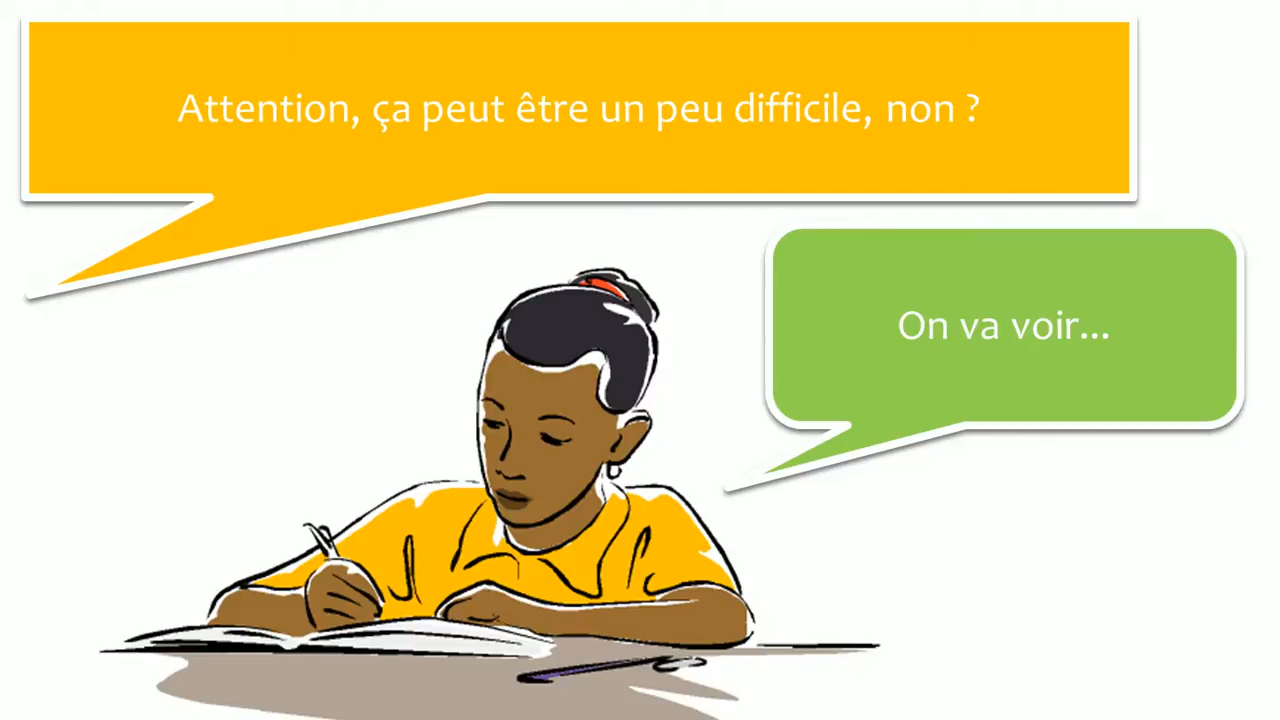 Attention, ça peut être un peu difficile, non ?
On va voir...